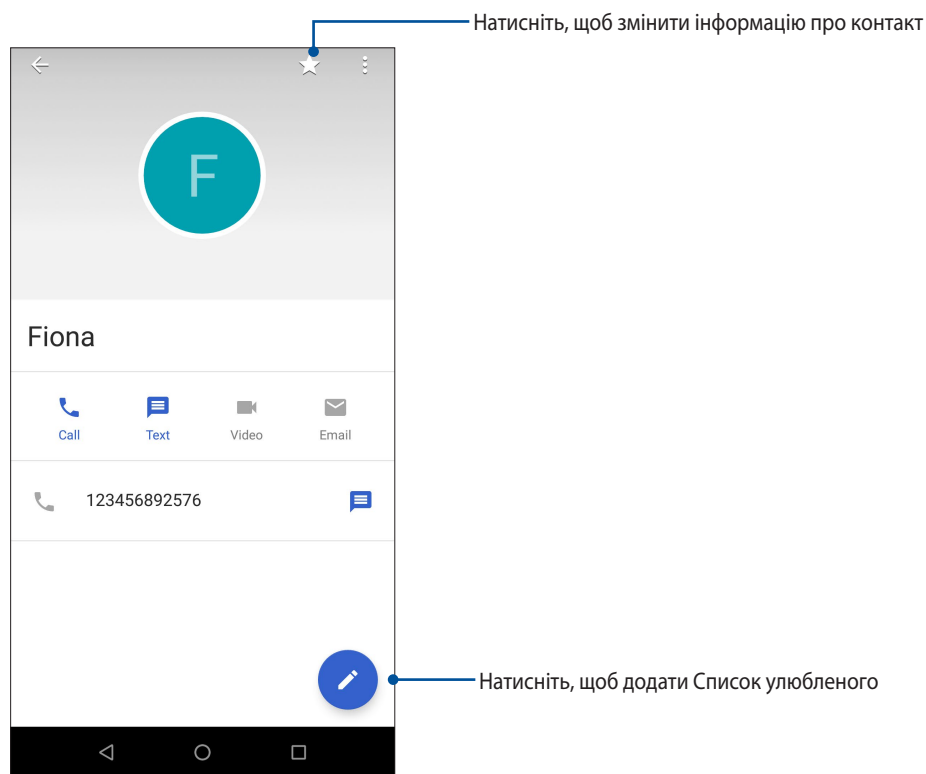 Натисніть, щоб змінити інформацію про контакт
F
Fiona
Call Text Video Email
123456892576
Натисніть, щоб додати Список улюбленого